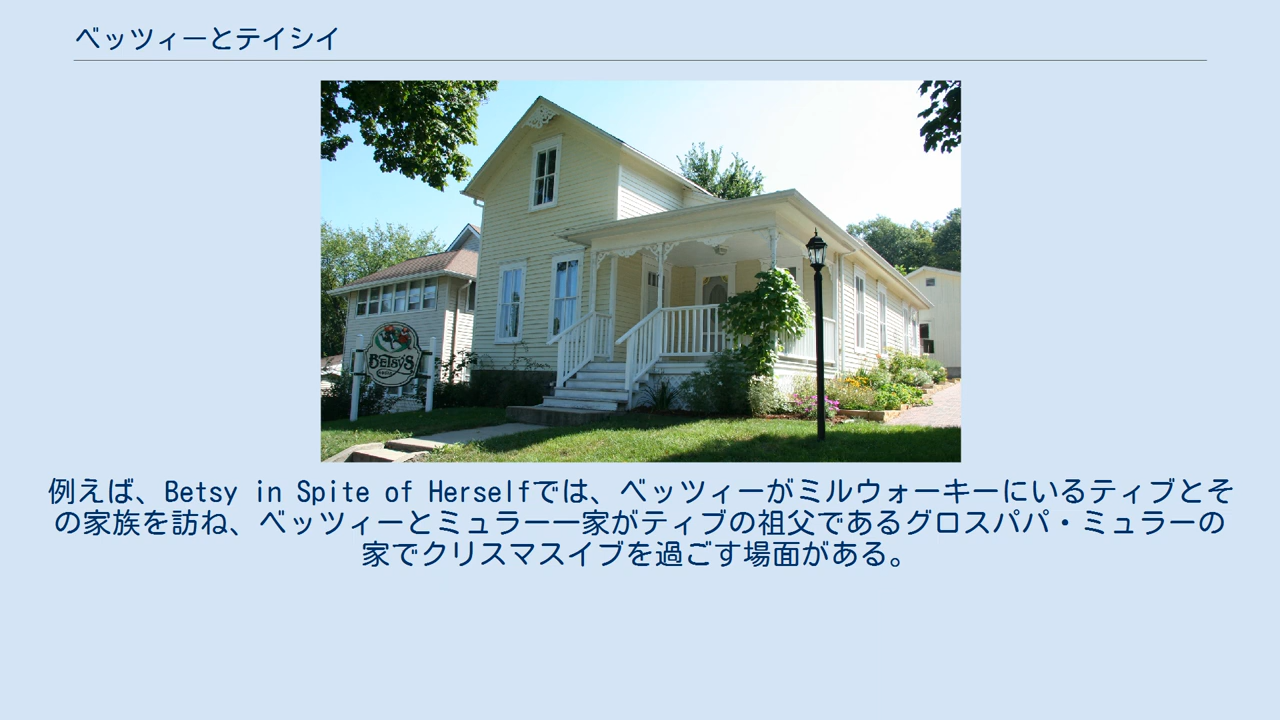 ベッツィーとテイシイ
BETSY'S
例えば、Betsy in Spite of Herselfでは、ベッツィーがミルウォーキーにいるティブとそ
の家族を訪ね、ベッツィーとミュラー一家がティブの祖父であるグロスパパ・ミュラーの
家でクリスマスイブを過ごす場面がある。